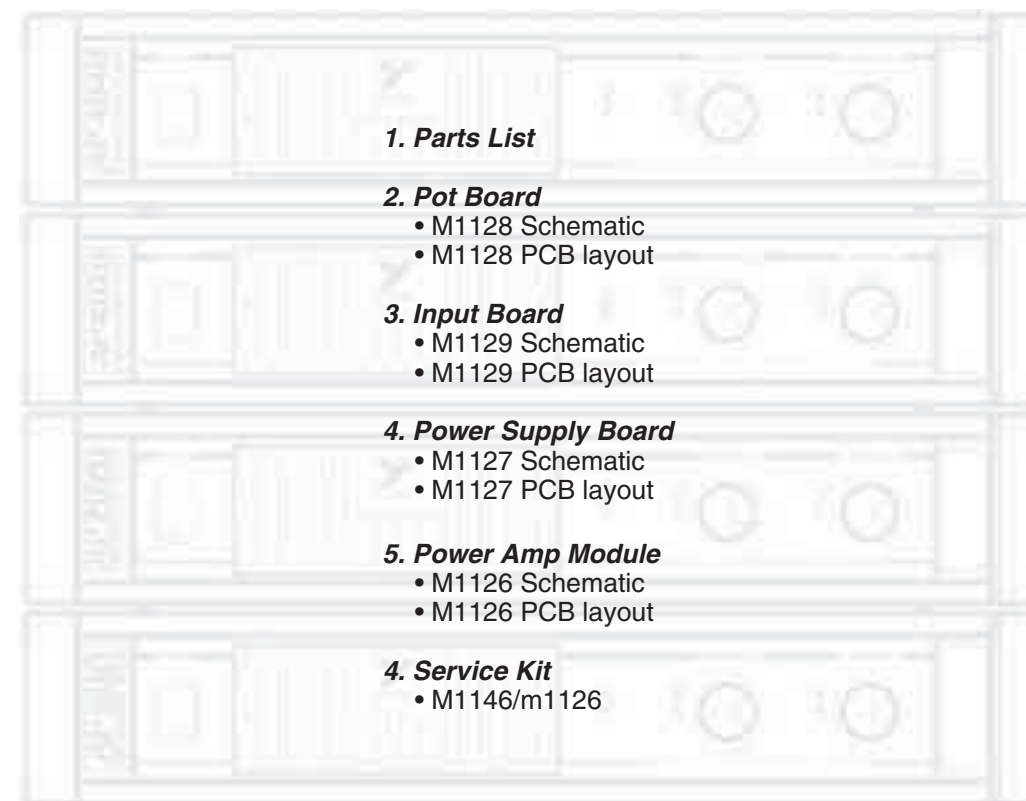 1. Parts List
2. Pot Board
• M1128 Schematic
• M1128 PCB layout
3. Input Board
• M1129 Schematic
• M1129 PCB layout
4. Power Supply Board
• M1127 Schematic
• M1127 PCB layout
5. Power Amp Module
• M1126 Schematic
• M1126 PCB layout
4. Service Kit
• M1146/m1126